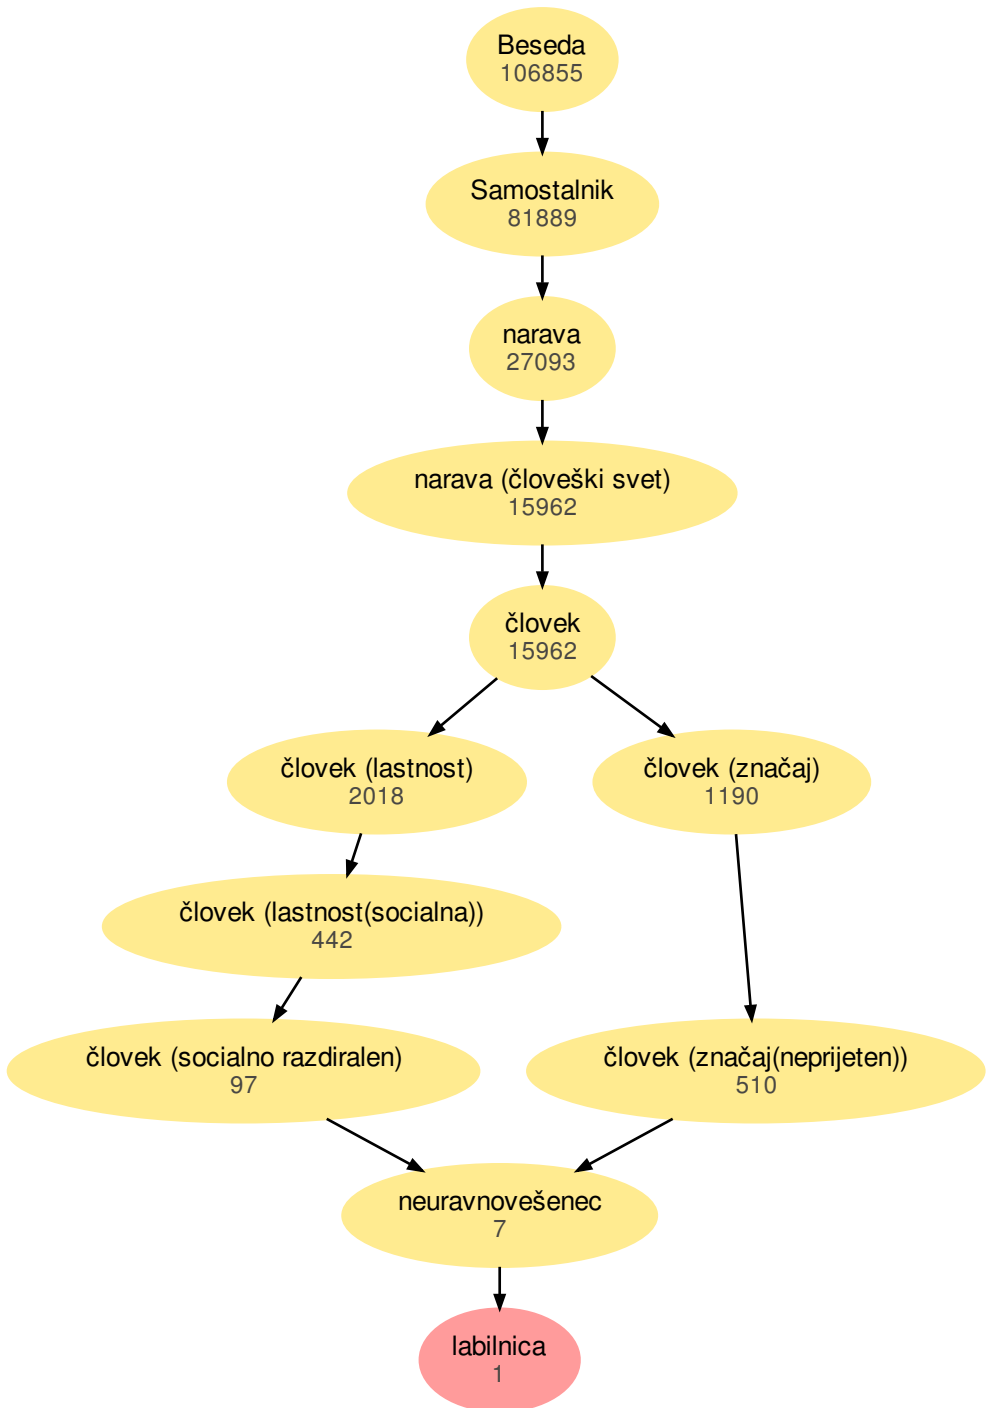 Beseda
106855
Samostalnik
81889
narava
27093
narava (človeški svet)
15962
človek
15962
človek (lastnost)
2018
človek (značaj)
1190
človek (lastnost(socialna))
442
človek (socialno razdiralen)
97
človek (značaj(neprijeten))
510
neuravnovešenec
7
labilnica
1